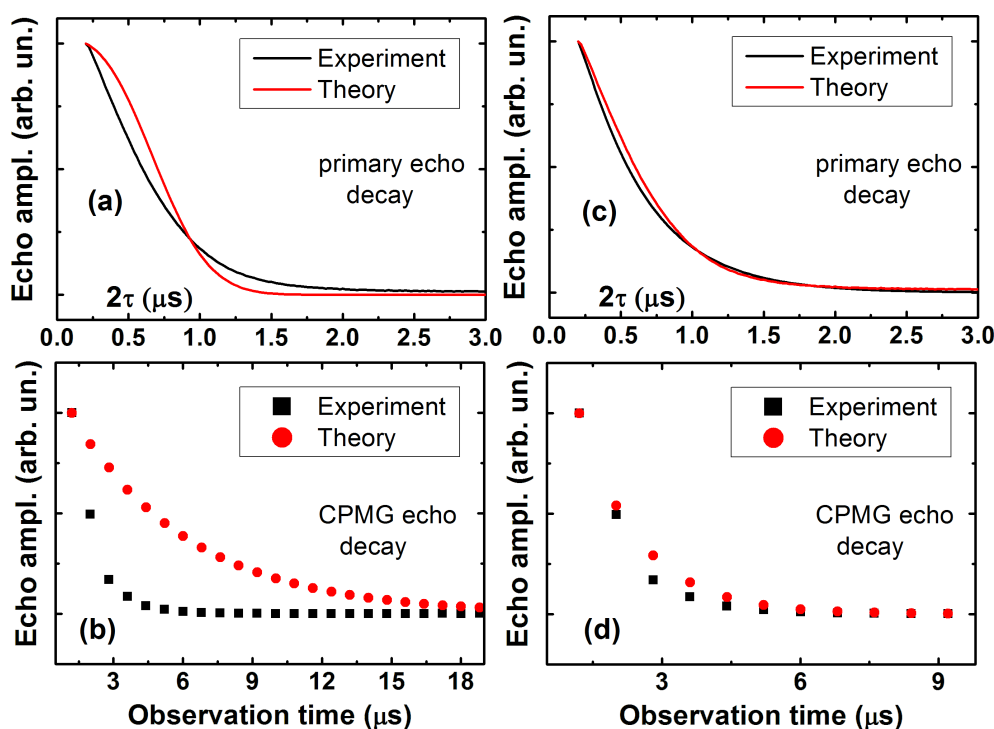 Echo ampl. (arb. un.)
Experiment
Theory
primary echo
decay
(a)
2τ (μs)
0.0 0.5 1.0 1.5 2.0 2.5 3.0
Echo ampl. (arb. un.)
Experiment
Theory
primary echo
decay
(c)
2τ (μs)
0.0 0.5 1.0 1.5 2.0 2.5 3.0
Echo ampl. (arb. un.)
Experiment
Theory
CPMG echo
decay
(b)
3 6 9 12 15 18
Observation time (μs)
Echo ampl. (arb. un.)
Experiment
Theory
CPMG echo
decay
(d)
3 6 9
Observation time (μs)